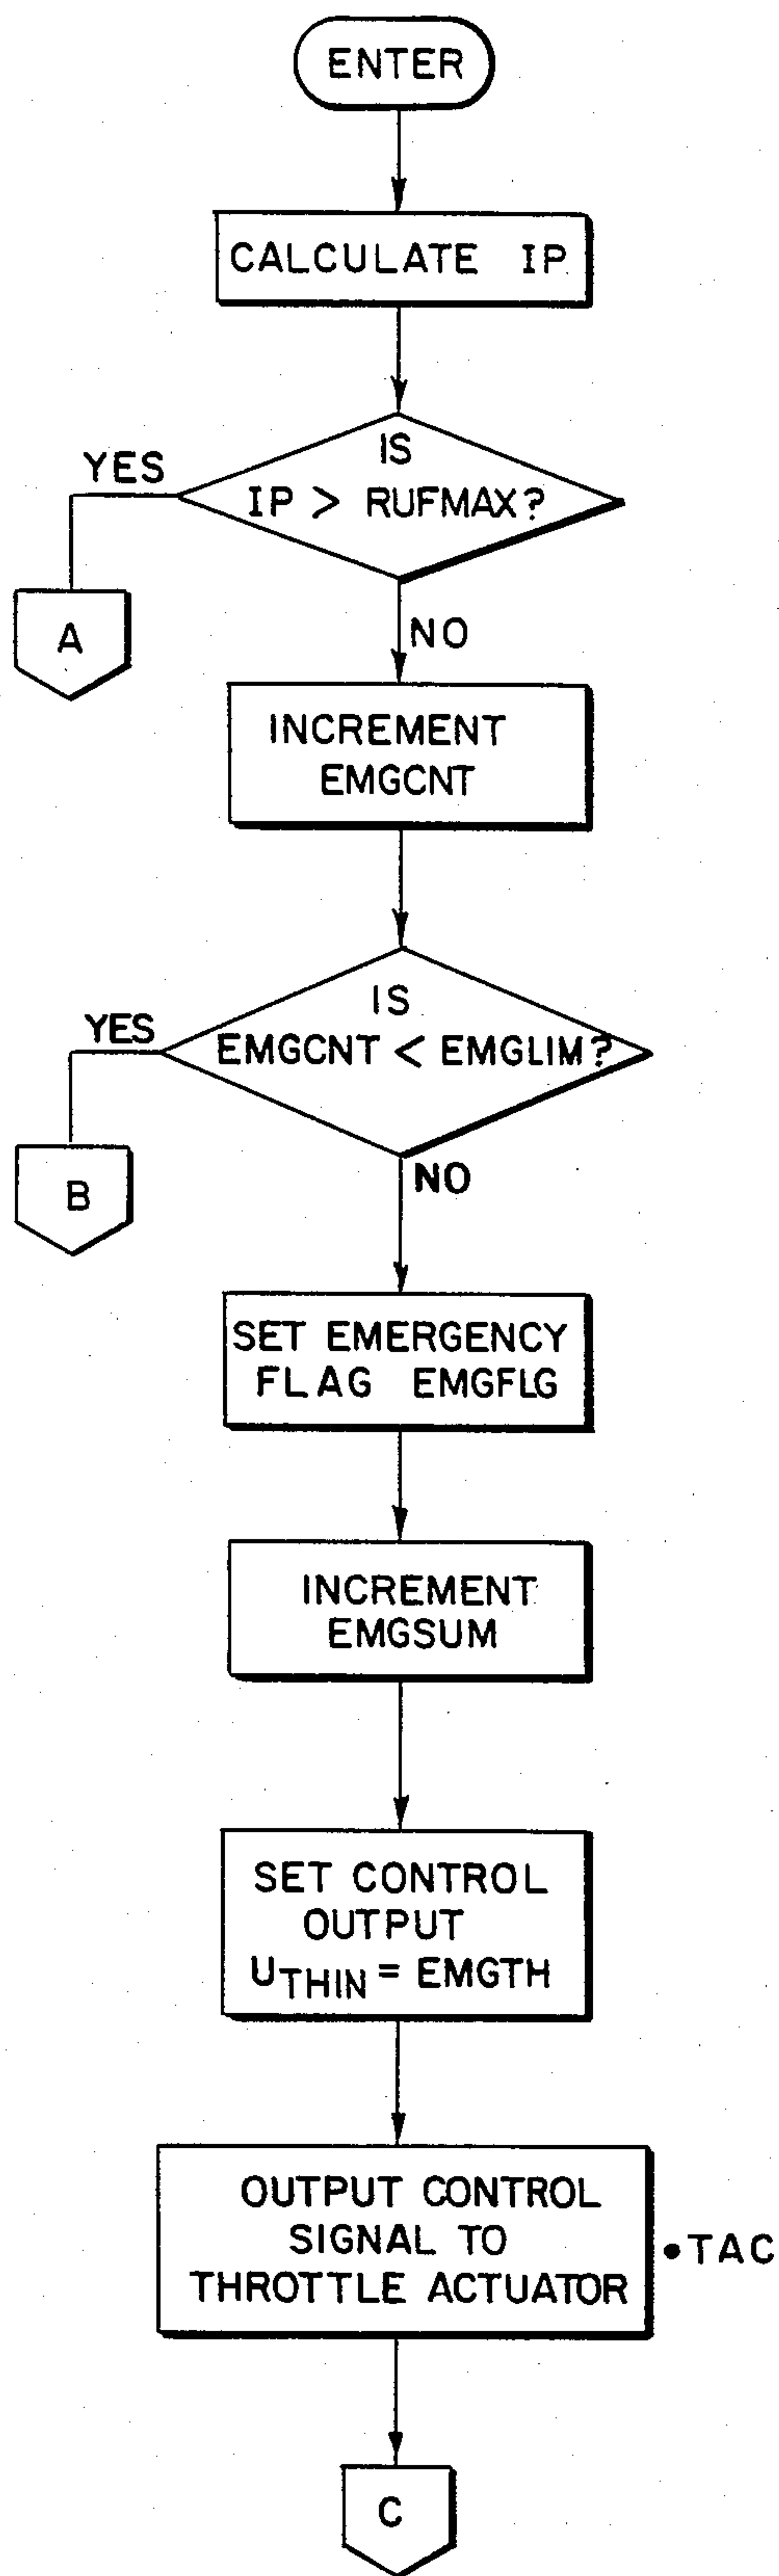 ENTER
CALCULATE IP
IS
IP > RUFMAX?
YES
A
NO
INCREMENT
EMGCNT
IS
EMGCNT < EMGLIM?
YES
B
NO
SET EMERGENCY
FLAG EMGFLG
INCREMENT
EMGSUM
SET CONTROL
OUTPUT
UTHIN = EMGTH
OUTPUT CONTROL
SIGNAL TO
THROTTLE ACTUATOR
•TAC
C